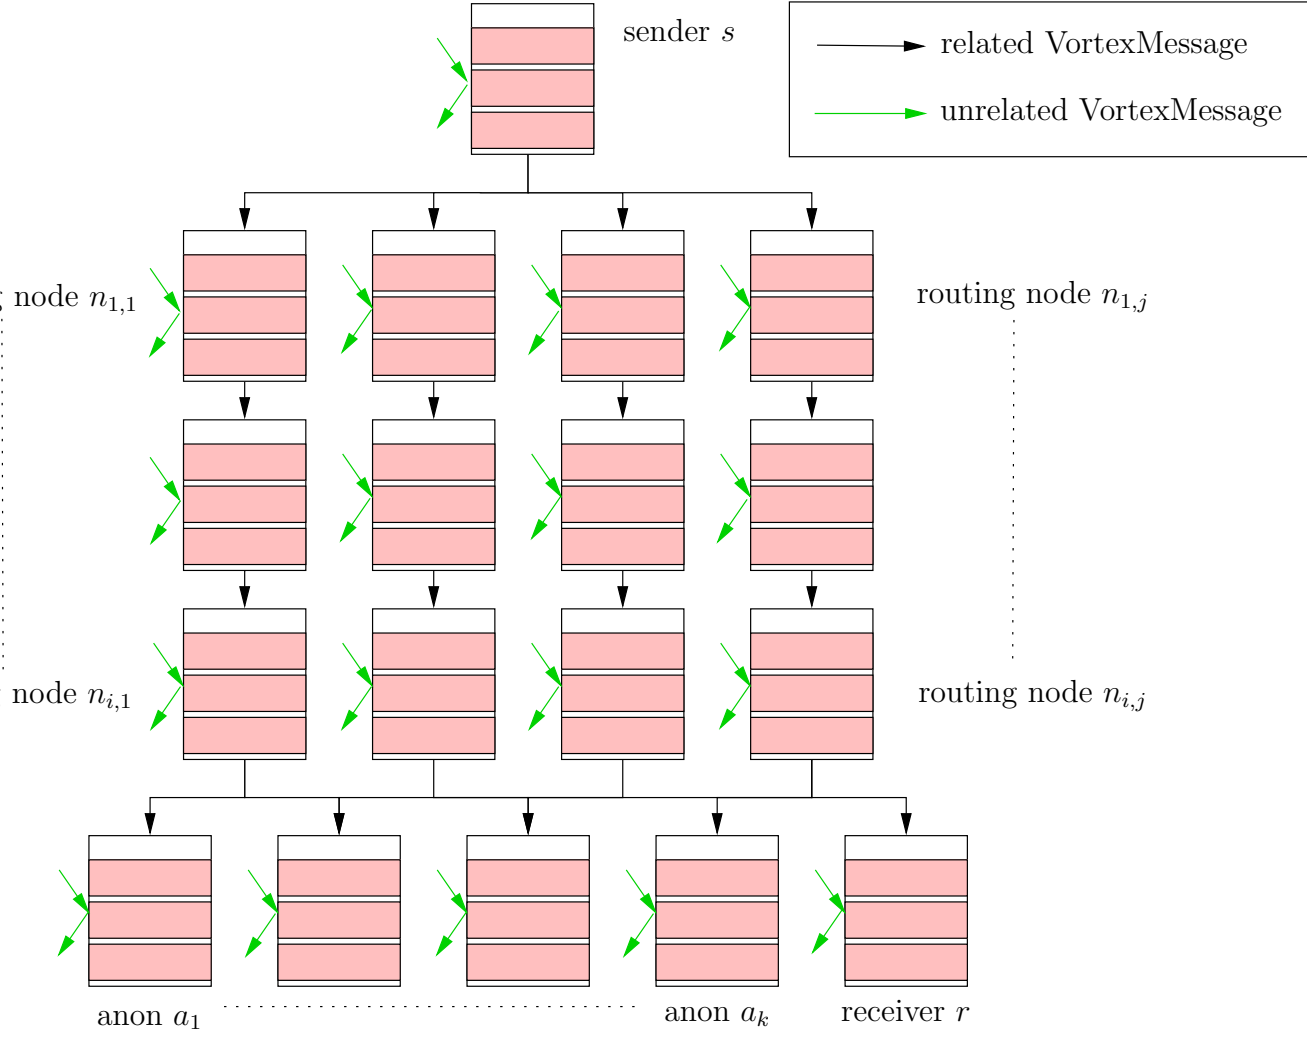 sender s
related VortexMessage
unrelated VortexMessage
node n1,1
routing node n1,j
node ni,1
routing node ni,j
anon a1
anon ak
receiver r